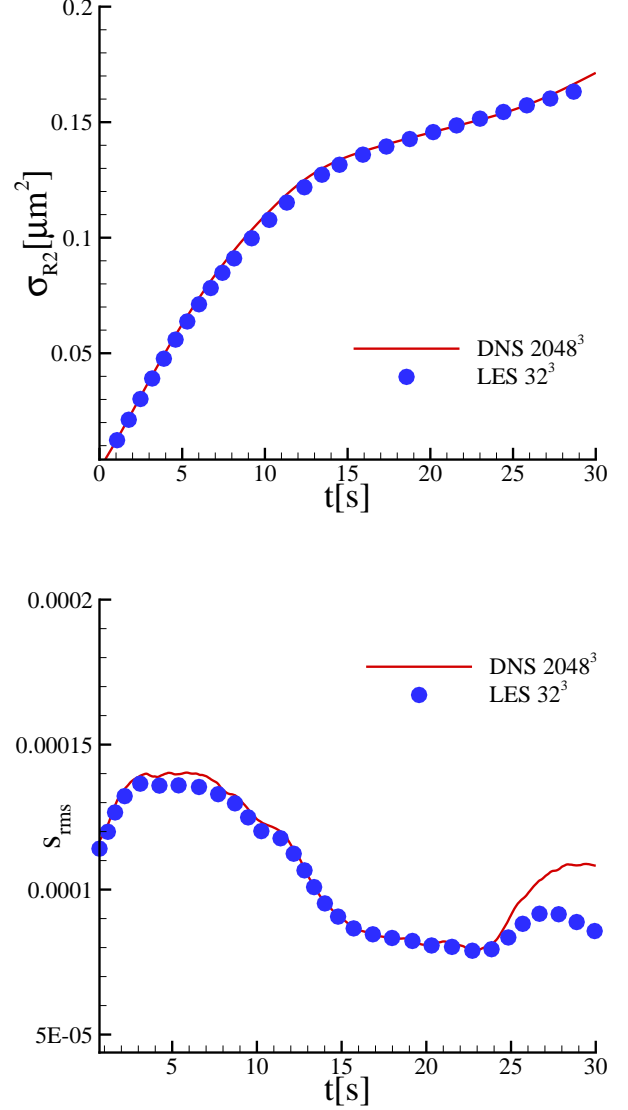 0.2
0.15
0.1
0.05
σR2[μm²]
DNS 2048³
LES 32³
0 5 10 15 20 25 30
t[s]
0.0002
0.00015
0.0001
5E-05
srms
DNS 2048³
LES 32³
5 10 15 20 25 30
t[s]